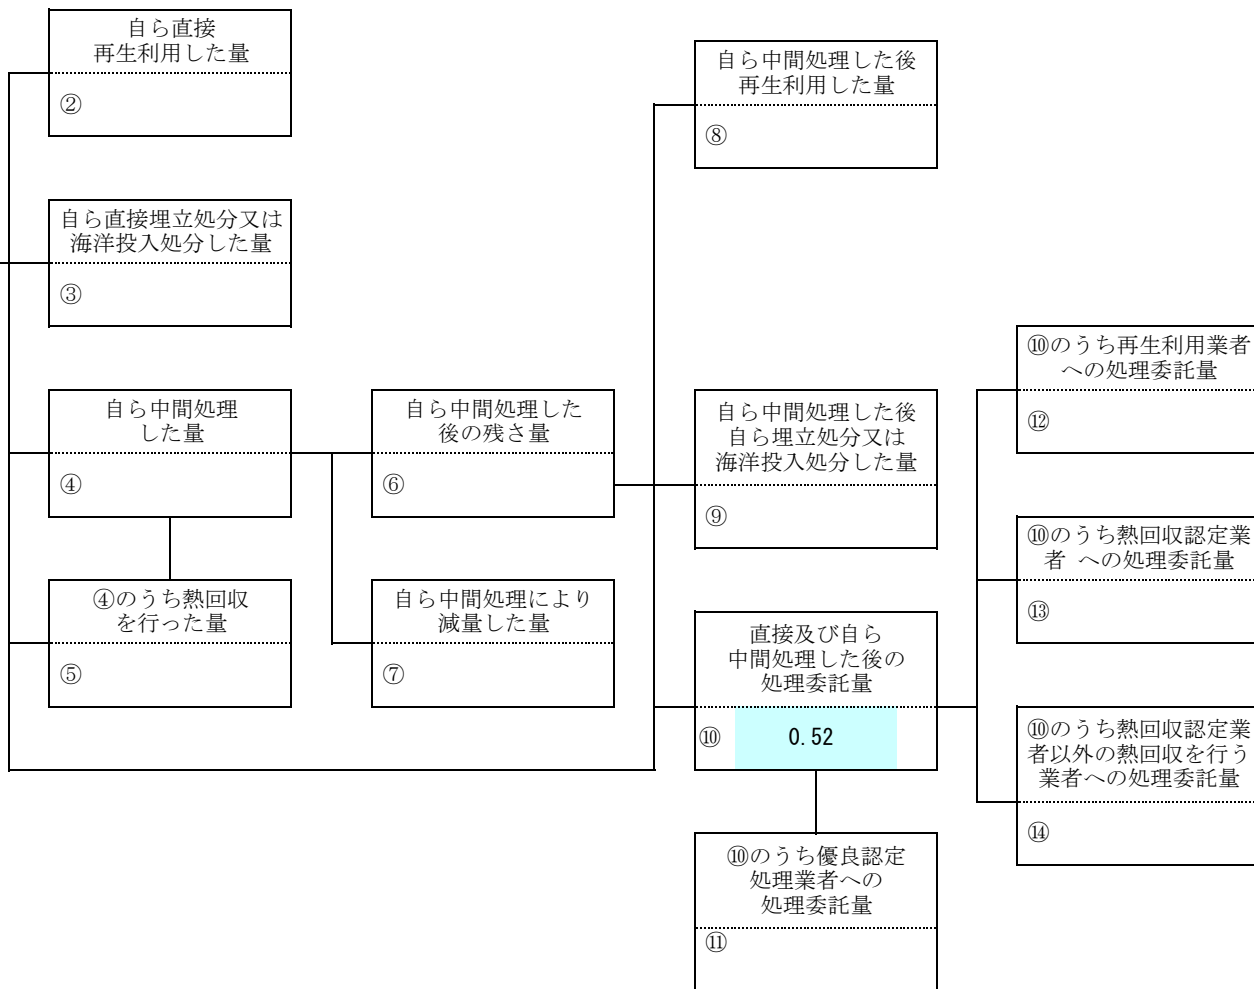 自ら直接
再生利用した量
②
自ら直接埋立処分又は
海洋投入処分した量
③
自ら中間処理
した量
④
④のうち熱回収
を行った量
⑤
自ら中間処理した
後の残さ量
⑥
自ら中間処理により
減量した量
⑦
自ら中間処理した後
再生利用した量
⑧
自ら中間処理した後
自ら埋立処分又は
海洋投入処分した量
⑨
直接及び自ら
中間処理した後の
処理委託量
⑩ 0.52
⑩のうち優良認定
処理業者への
処理委託量
⑪
⑩のうち再生利用業者
への処理委託量
⑫
⑩のうち熱回収認定業
者 への処理委託量
⑬
⑩のうち熱回収認定業
者以外の熱回収を行う
業者への処理委託量
⑭